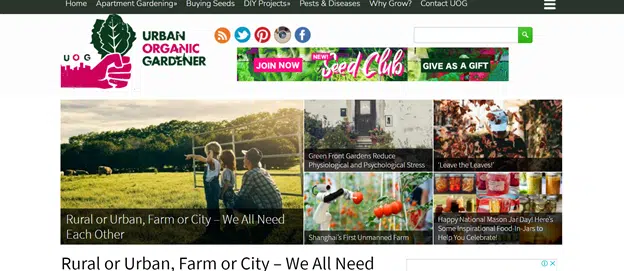 Home Apartment Gardening» Buying Seeds DIY Projects» Pests & Diseases Why Grow? Contact UOG
UOG
URBAN
ORGANIC
GARDENER
JOIN NOW NEW! Seed Club GIVE AS A GIFT
Rural or Urban, Farm or City – We All Need
Each Other
Green Front Gardens Reduce
Physiological and Psychological Stress
'Leave the Leaves!'
Shanghai's First Unmanned Farm
Happy National Mason Jar Day! Here's
Some Inspirational Food-In-Jars to
Help You Celebrate!
Rural or Urban, Farm or City – We All Need